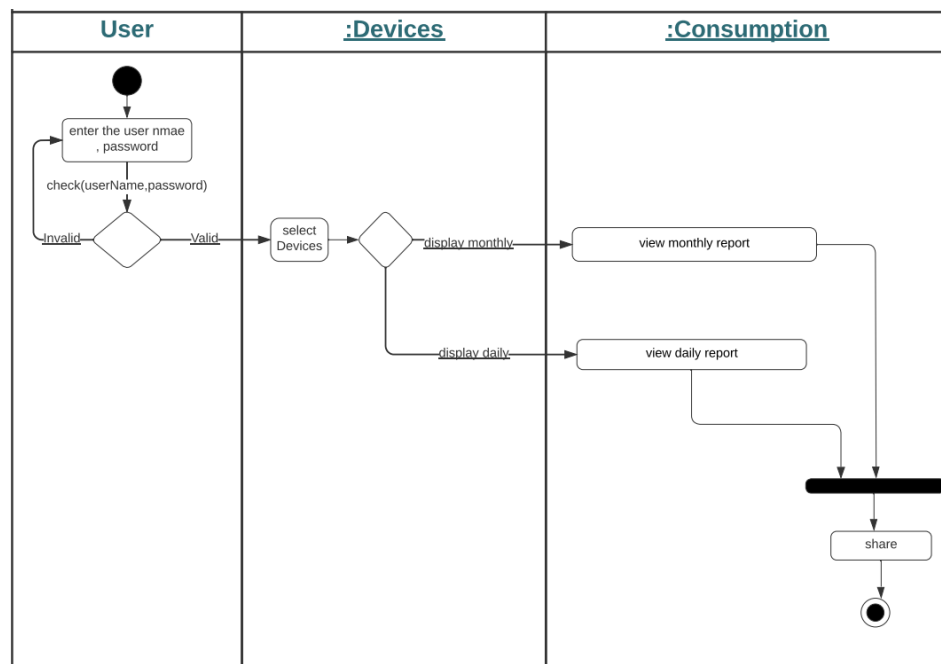 User
:Devices
:Consumption
enter the user nmae
, password
check(userName,password)
Invalid
Valid
select
Devices
display monthly
view monthly report
display daily
view daily report
share